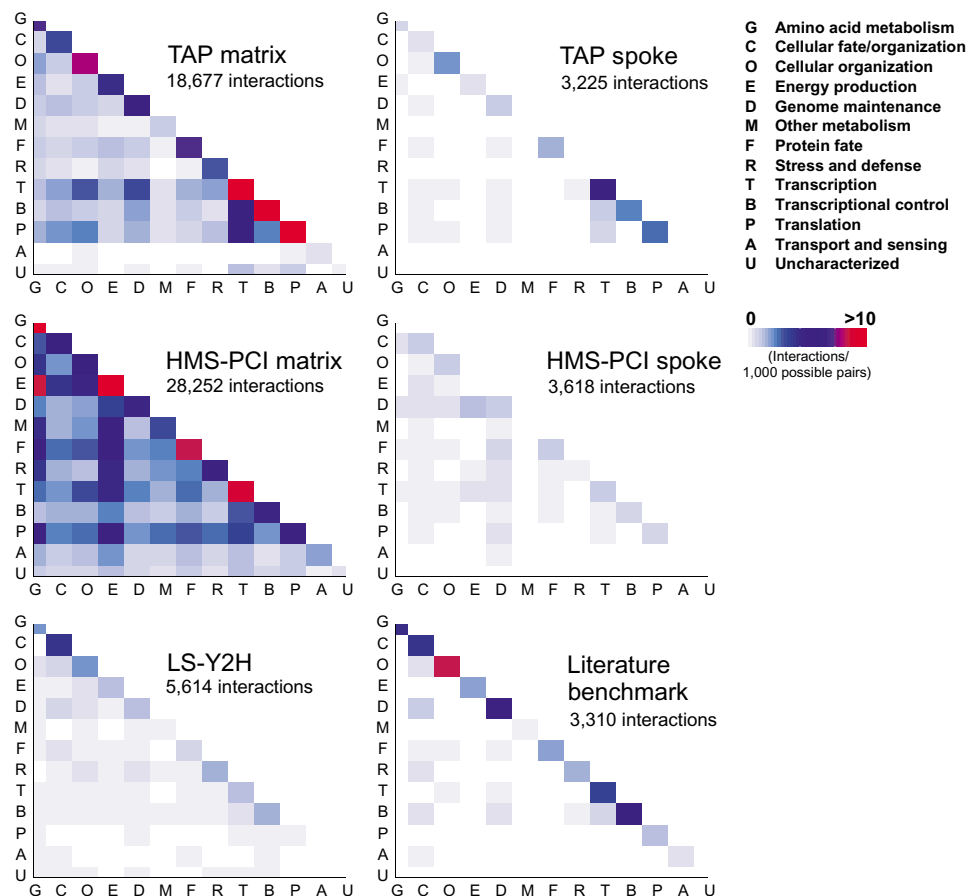 G
C
O
E
D
M
F
R
T
B
P
A
U
G C O E D M F R T B P A U
TAP matrix
18,677 interactions
G
C
O
E
D
M
F
R
T
B
P
A
U
G C O E D M F R T B P A U
TAP spoke
3,225 interactions
G Amino acid metabolism
C Cellular fate/organization
O Cellular organization
E Energy production
D Genome maintenance
M Other metabolism
F Protein fate
R Stress and defense
T Transcription
B Transcriptional control
P Translation
A Transport and sensing
U Uncharacterized
0 >10
(Interactions/
1,000 possible pairs)
G
C
O
E
D
M
F
R
T
B
P
A
U
G C O E D M F R T B P A U
HMS-PCI matrix
28,252 interactions
G
C
O
E
D
M
F
R
T
B
P
A
U
G C O E D M F R T B P A U
HMS-PCI spoke
3,618 interactions
G
C
O
E
D
M
F
R
T
B
P
A
U
G C O E D M F R T B P A U
LS-Y2H
5,614 interactions
G
C
O
E
D
M
F
R
T
B
P
A
U
G C O E D M F R T B P A U
Literature
benchmark
3,310 interactions